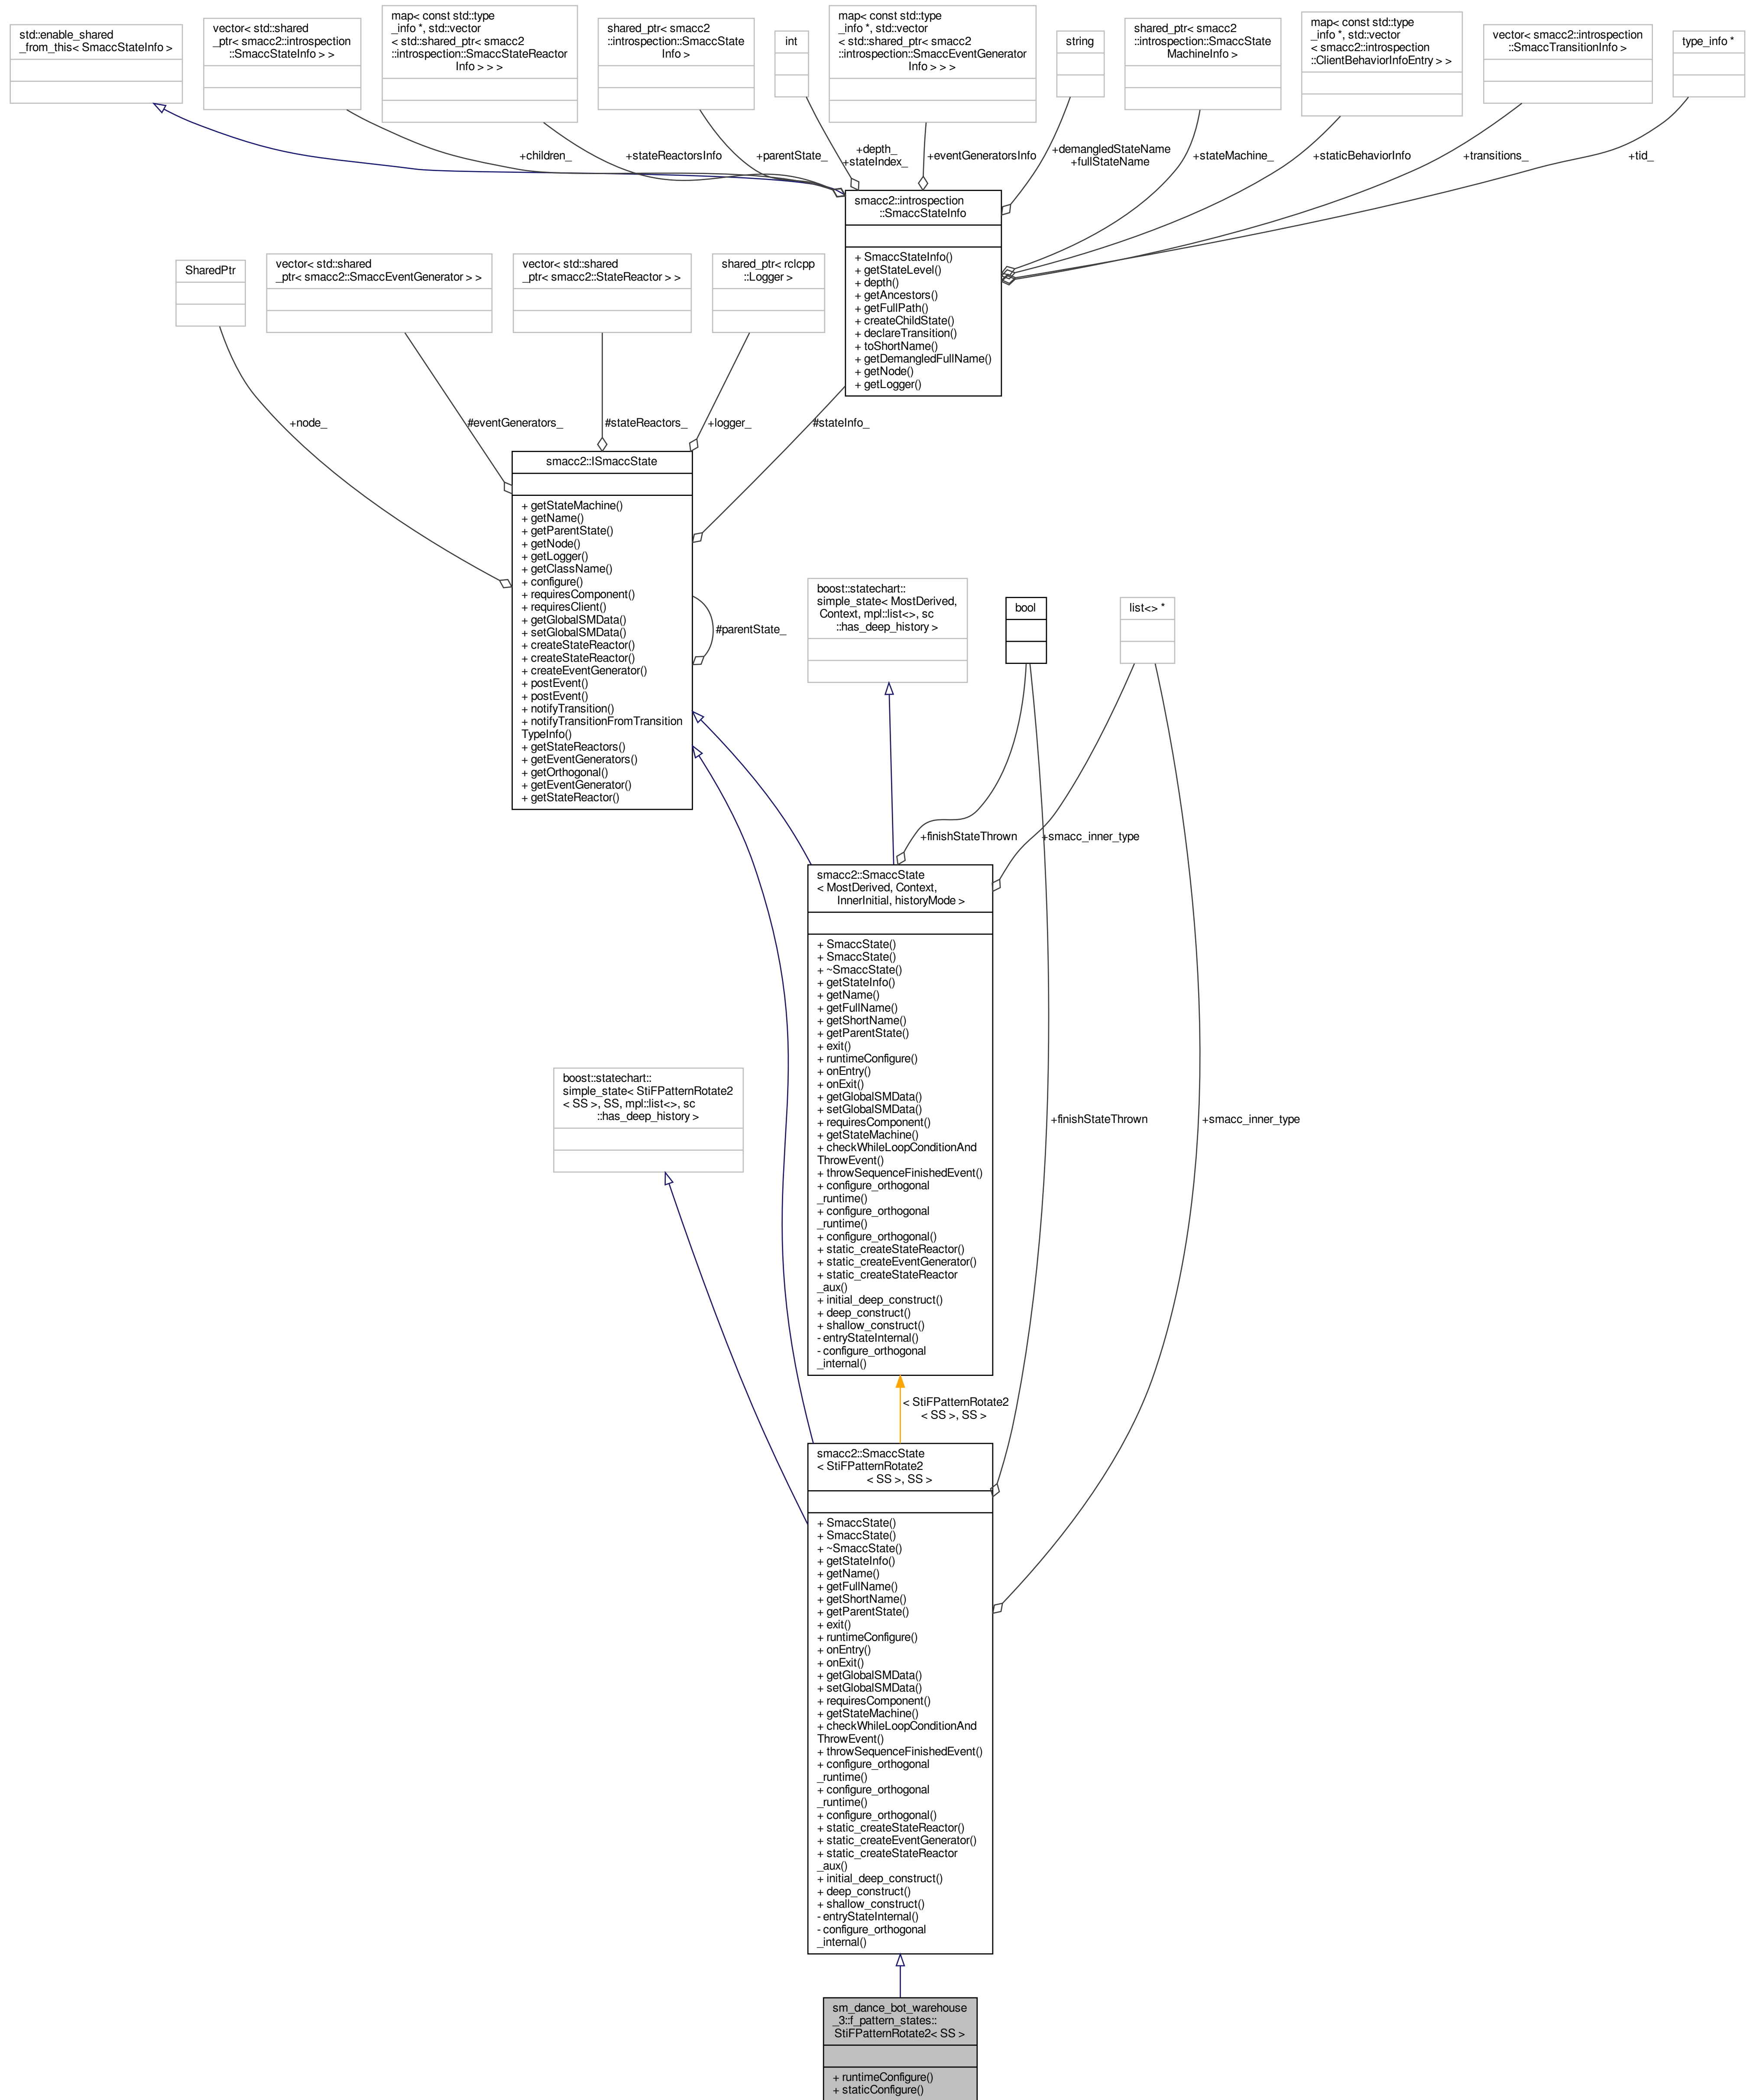 std::enable_shared
_from_this< SmaccStateInfo >
vector< std::shared
_ptr< smacc2::introspection
::SmaccStateInfo > >
map< const std::type
_info *, std::vector
< std::shared_ptr< smacc2
::introspection::SmaccStateReactor
Info > > >
shared_ptr< smacc2
::introspection::SmaccState
Info >
int
map< const std::type
_info *, std::vector
< std::shared_ptr< smacc2
::introspection::SmaccEventGenerator
Info > > >
string
shared_ptr< smacc2
::introspection::SmaccState
MachineInfo >
map< const std::type
_info *, std::vector
< smacc2::introspection
::ClientBehaviorInfoEntry > >
vector< smacc2::introspection
::SmaccTransitionInfo >
type_info *
+children_
+stateReactorsInfo
+parentState_
+depth_
+stateIndex_
+eventGeneratorsInfo
+demangledStateName
+fullStateName
+stateMachine_
+staticBehaviorInfo
+transitions_
+tid_
smacc2::introspection
::SmaccStateInfo
+ SmaccStateInfo()
+ getStateLevel()
+ depth()
+ getAncestors()
+ getFullPath()
+ createChildState()
+ declareTransition()
+ toShortName()
+ getDemangledFullName()
+ getNode()
+ getLogger()
SharedPtr
vector< std::shared
_ptr< smacc2::SmaccEventGenerator > >
vector< std::shared
_ptr< smacc2::StateReactor > >
shared_ptr< rclcpp
::Logger >
+node_
#eventGenerators_
#stateReactors_
+logger_
#stateInfo_
smacc2::ISmaccState
+ getStateMachine()
+ getName()
+ getParentState()
+ getNode()
+ getLogger()
+ getClassName()
+ configure()
+ requiresComponent()
+ requiresClient()
+ getGlobalSMData()
+ setGlobalSMData()
+ createStateReactor()
+ createStateReactor()
+ createEventGenerator()
+ postEvent()
+ postEvent()
+ notifyTransition()
+ notifyTransitionFromTransition
TypeInfo()
+ getStateReactors()
+ getEventGenerators()
+ getOrthogonal()
+ getEventGenerator()
+ getStateReactor()
#parentState_
boost::statechart::
simple_state< MostDerived,
Context, mpl::list<>, sc
::has_deep_history >
bool
list<> *
+finishStateThrown
+smacc_inner_type
smacc2::SmaccState
< MostDerived, Context,
InnerInitial, historyMode >
+ SmaccState()
+ SmaccState()
+ ~SmaccState()
+ getStateInfo()
+ getName()
+ getFullName()
+ getShortName()
+ getParentState()
+ exit()
+ runtimeConfigure()
+ onEntry()
+ onExit()
+ getGlobalSMData()
+ setGlobalSMData()
+ requiresComponent()
+ getStateMachine()
+ checkWhileLoopConditionAnd
ThrowEvent()
+ throwSequenceFinishedEvent()
+ configure_orthogonal
_runtime()
+ configure_orthogonal
_runtime()
+ configure_orthogonal()
+ static_createStateReactor()
+ static_createEventGenerator()
+ static_createStateReactor
_aux()
+ initial_deep_construct()
+ deep_construct()
+ shallow_construct()
- entryStateInternal()
- configure_orthogonal
_internal()
boost::statechart::
simple_state< StiFPatternRotate2
< SS >, SS, mpl::list<>, sc
::has_deep_history >
+finishStateThrown
+smacc_inner_type
< StiFPatternRotate2
< SS >, SS >
smacc2::SmaccState
< StiFPatternRotate2
< SS >, SS >
+ SmaccState()
+ SmaccState()
+ ~SmaccState()
+ getStateInfo()
+ getName()
+ getFullName()
+ getShortName()
+ getParentState()
+ exit()
+ runtimeConfigure()
+ onEntry()
+ onExit()
+ getGlobalSMData()
+ setGlobalSMData()
+ requiresComponent()
+ getStateMachine()
+ checkWhileLoopConditionAnd
ThrowEvent()
+ throwSequenceFinishedEvent()
+ configure_orthogonal
_runtime()
+ configure_orthogonal
_runtime()
+ configure_orthogonal()
+ static_createStateReactor()
+ static_createEventGenerator()
+ static_createStateReactor
_aux()
+ initial_deep_construct()
+ deep_construct()
+ shallow_construct()
- entryStateInternal()
- configure_orthogonal
_internal()
sm_dance_bot_warehouse
_3::f_pattern_states::
StiFPatternRotate2< SS >
+ runtimeConfigure()
+ staticConfigure()